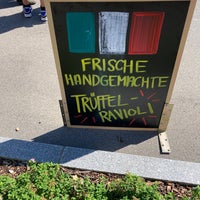 FRISCHE
HANDGEMACHTE
TRÜFFEL-
RAVIOLI